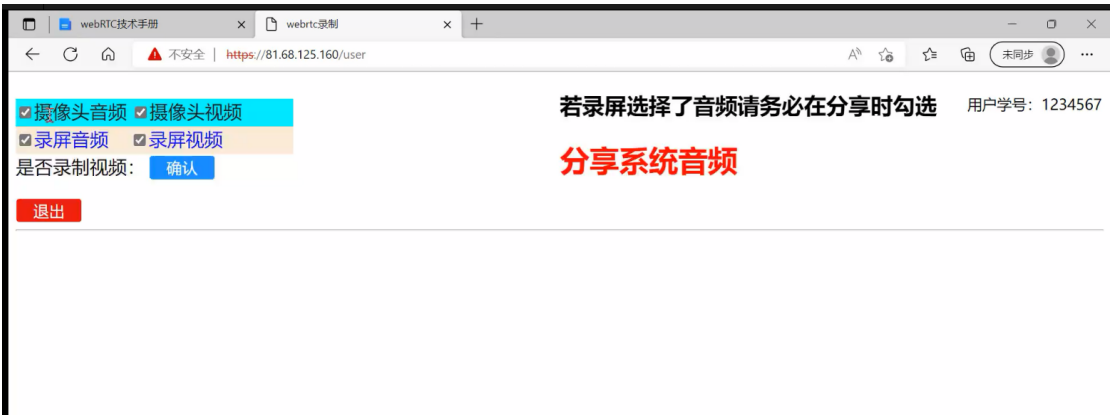 webRTC技术手册
webrtc录制
不安全 | https://81.68.125.160/user
未同步
摄像头音频 摄像头视频
录屏音频 录屏视频
是否录制视频： 确认
退出
若录屏选择了音频请务必在分享时勾选
分享系统音频
用户学号：1234567